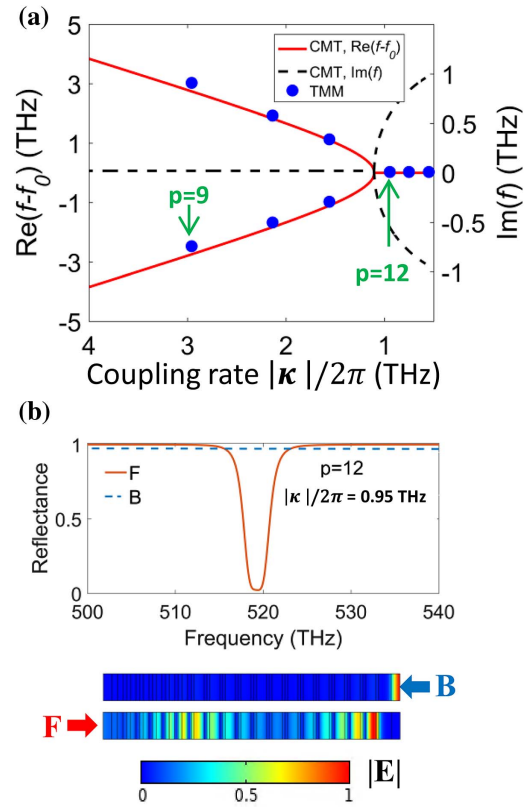 (a)
5
3
1
-1
-3
-5
Re(f-f0) (THz)
CMT, Re(f-f0)
CMT, Im(f)
TMM
1
0.5
0
-0.5
-1
Im(f) (THz)
p=9
p=12
4
3
2
1
Coupling rate |κ|/2π (THz)
(b)
1
0.5
0
Reflectance
F
B
p=12
|κ|/2π = 0.95 THz
500
510
520
530
540
Frequency (THz)
B
F
|E|
0
0.5
1